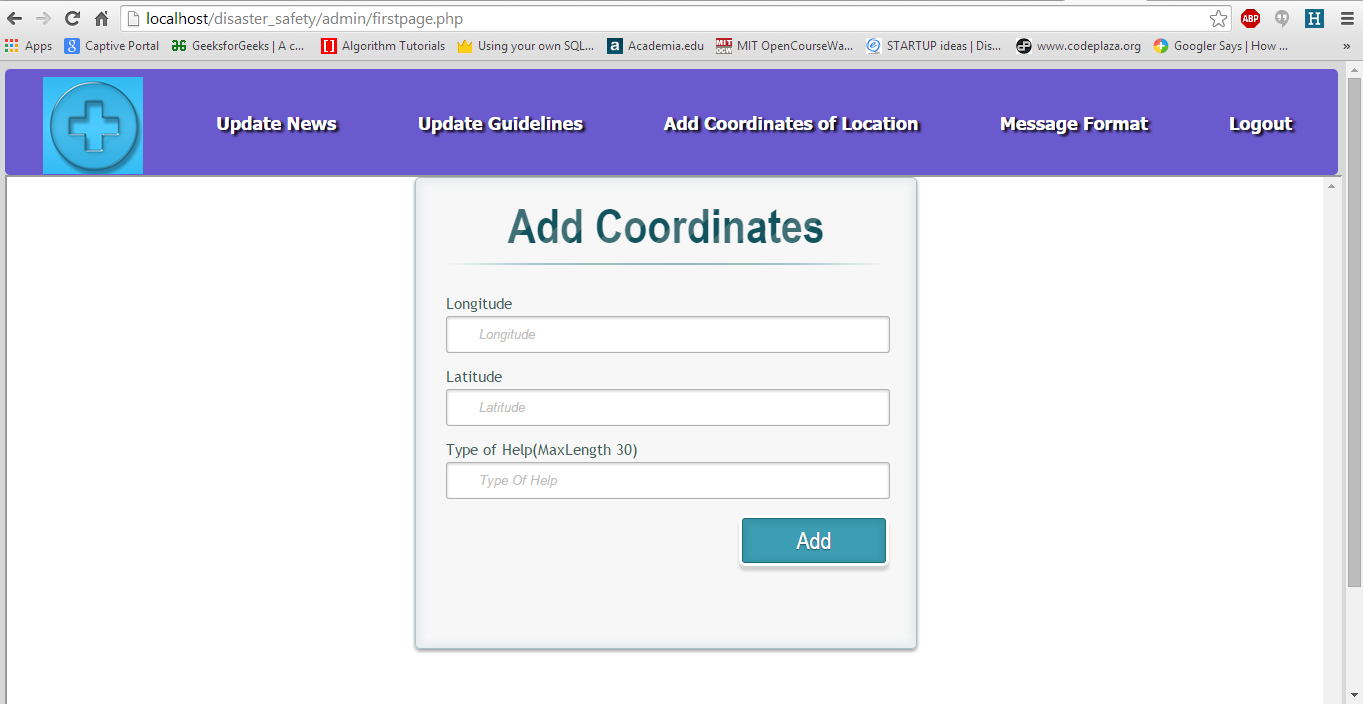 localhost/disaster_safety/admin/firstpage.php
ABP
H
Apps
g
Captive Portal
GeeksforGeeks | A c...
Algorithm Tutorials
Using your own SQL...
a
Academia.edu
MIT OpenCourseWa...
STARTUP ideas | Dis...
www.codeplaza.org
Googler Says | How ...
»
Update News
Update Guidelines
Add Coordinates of Location
Message Format
Logout
Add Coordinates
Longitude
Longitude
Latitude
Latitude
Type of Help(MaxLength 30)
Type Of Help
Add